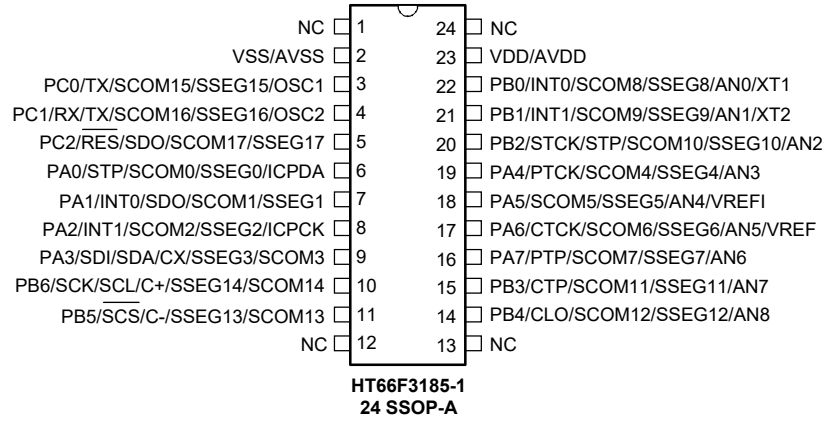 NC 1 24 NC
VSS/AVSS 2 23 VDD/AVDD
PC0/TX/SCOM15/SSEG15/OSC1 3 22 PB0/INT0/SCOM8/SSEG8/AN0/XT1
PC1/RX/TX/SCOM16/SSEG16/OSC2 4 21 PB1/INT1/SCOM9/SSEG9/AN1/XT2
PC2/RES/SDO/SCOM17/SSEG17 5 20 PB2/STCK/STP/SCOM10/SSEG10/AN2
PA0/STP/SCOM0/SSEG0/ICPDA 6 19 PA4/PTCK/SCOM4/SSEG4/AN3
PA1/INT0/SDO/SCOM1/SSEG1 7 18 PA5/SCOM5/SSEG5/AN4/VREFI
PA2/INT1/SCOM2/SSEG2/ICPCK 8 17 PA6/CTCK/SCOM6/SSEG6/AN5/VREF
PA3/SDI/SDA/CX/SSEG3/SCOM3 9 16 PA7/PTP/SCOM7/SSEG7/AN6
PB6/SCK/SCL/C+/SSEG14/SCOM14 10 15 PB3/CTP/SCOM11/SSEG11/AN7
PB5/SCS/C-/SSEG13/SCOM13 11 14 PB4/CLO/SCOM12/SSEG12/AN8
NC 12 13 NC
HT66F3185-1
24 SSOP-A